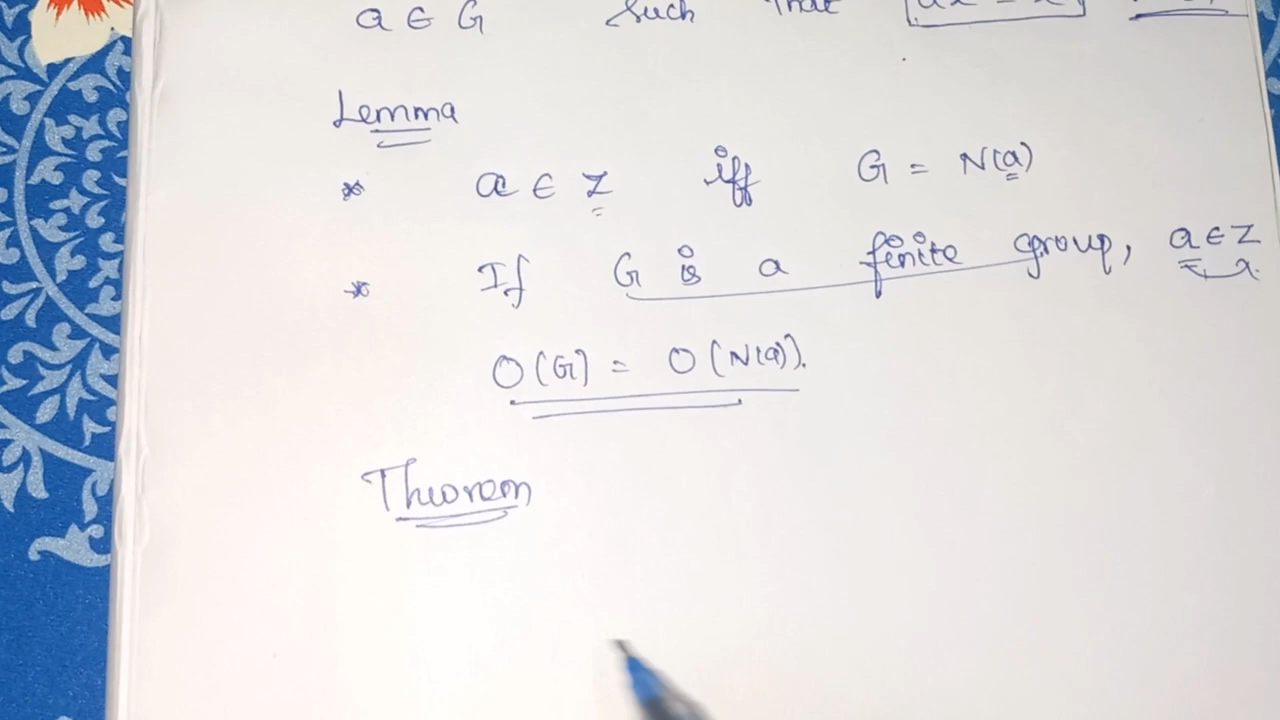 a ∈ G such that
Lemma
* a ∈ Z iff G = N(a)
* If G is a finite group, a ∈ Z
O(G) = O(N(a)).
Theorem